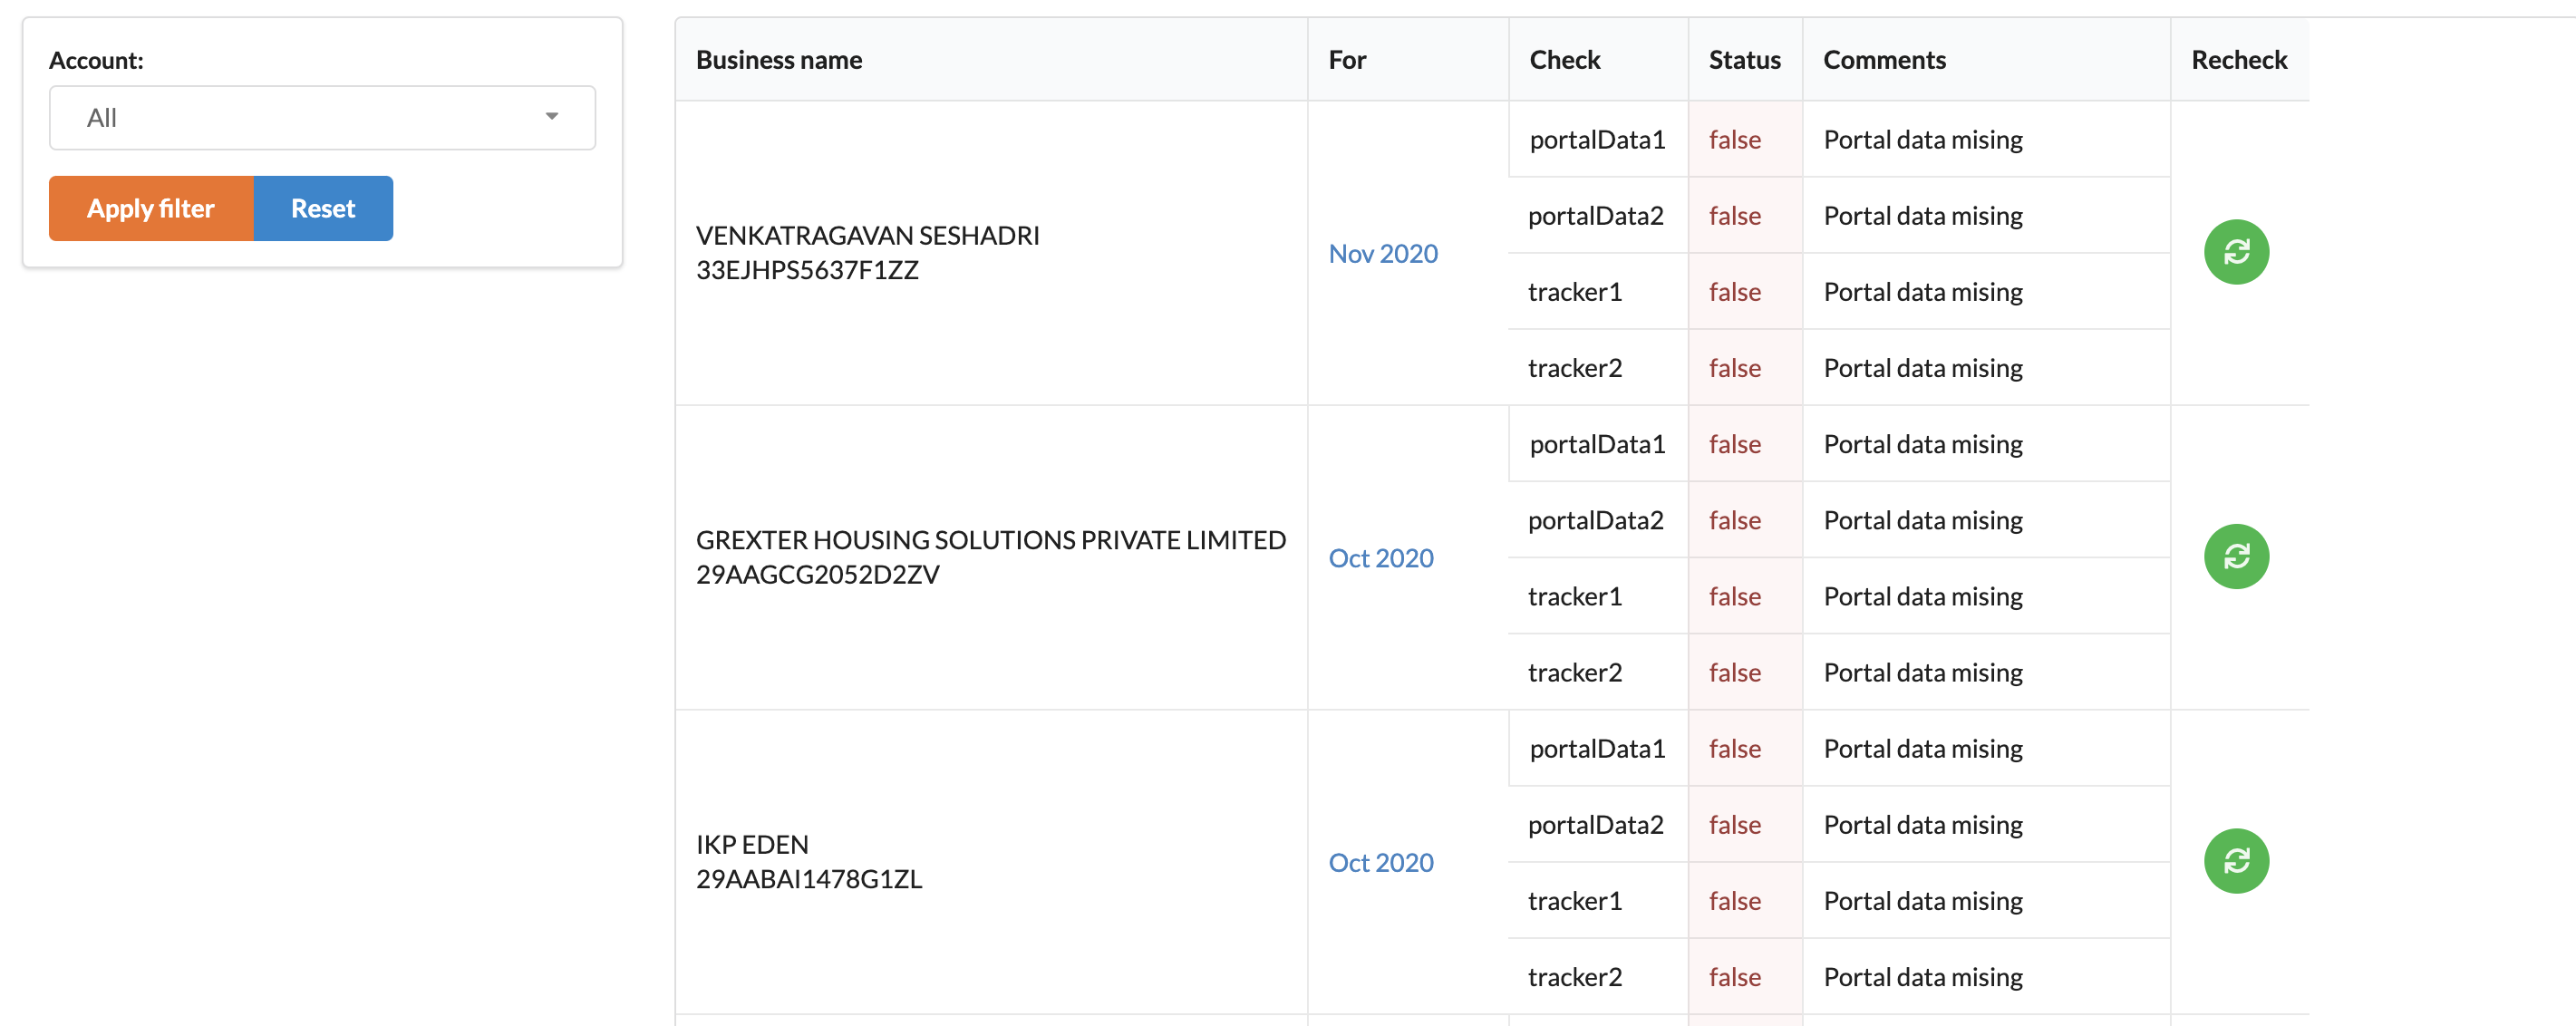 Account:
All
Apply filter Reset
Business name For Check Status Comments Recheck
VENKATRAGAVAN SESHADRI
33EJHPS5637F1ZZ
Nov 2020
portalData1 false Portal data mising
portalData2 false Portal data mising
tracker1 false Portal data mising
tracker2 false Portal data mising
GREXTER HOUSING SOLUTIONS PRIVATE LIMITED
29AAGCG2052D2ZV
Oct 2020
portalData1 false Portal data mising
portalData2 false Portal data mising
tracker1 false Portal data mising
tracker2 false Portal data mising
IKP EDEN
29AABAI1478G1ZL
Oct 2020
portalData1 false Portal data mising
portalData2 false Portal data mising
tracker1 false Portal data mising
tracker2 false Portal data mising